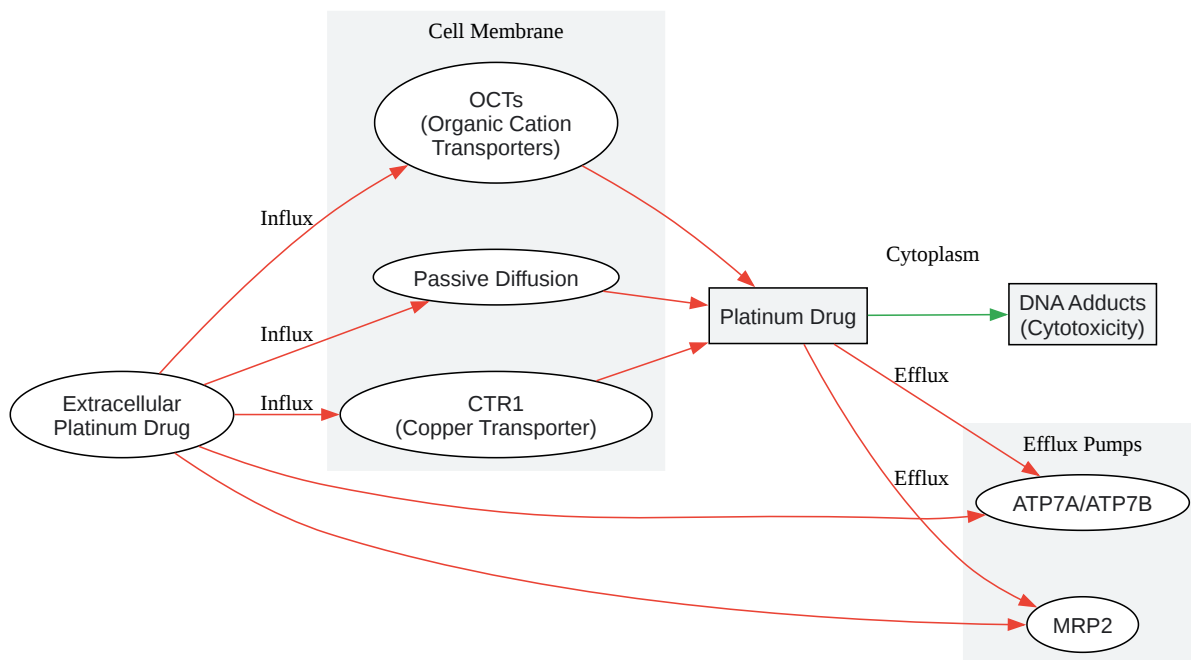 Cell Membrane
OCTs
(Organic Cation
Transporters)
Influx
Passive Diffusion
Influx
Extracellular
Platinum Drug
Influx
CTR1
(Copper Transporter)
Cytoplasm
Platinum Drug
DNA Adducts
(Cytotoxicity)
Efflux
Efflux
Efflux Pumps
ATP7A/ATP7B
MRP2